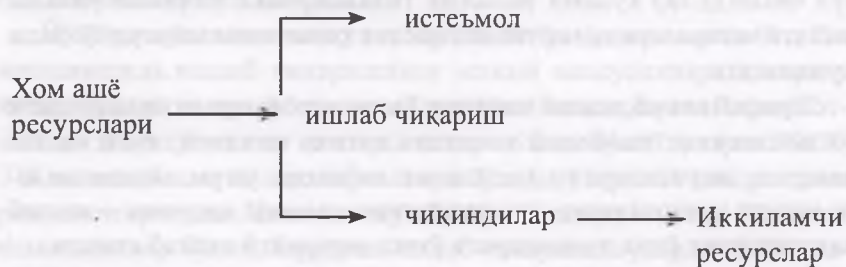 истеъмол
Хом ашё
ресурслари
ишлаб чиқариш
чиқиндилар
Иккиламчи
ресурслар